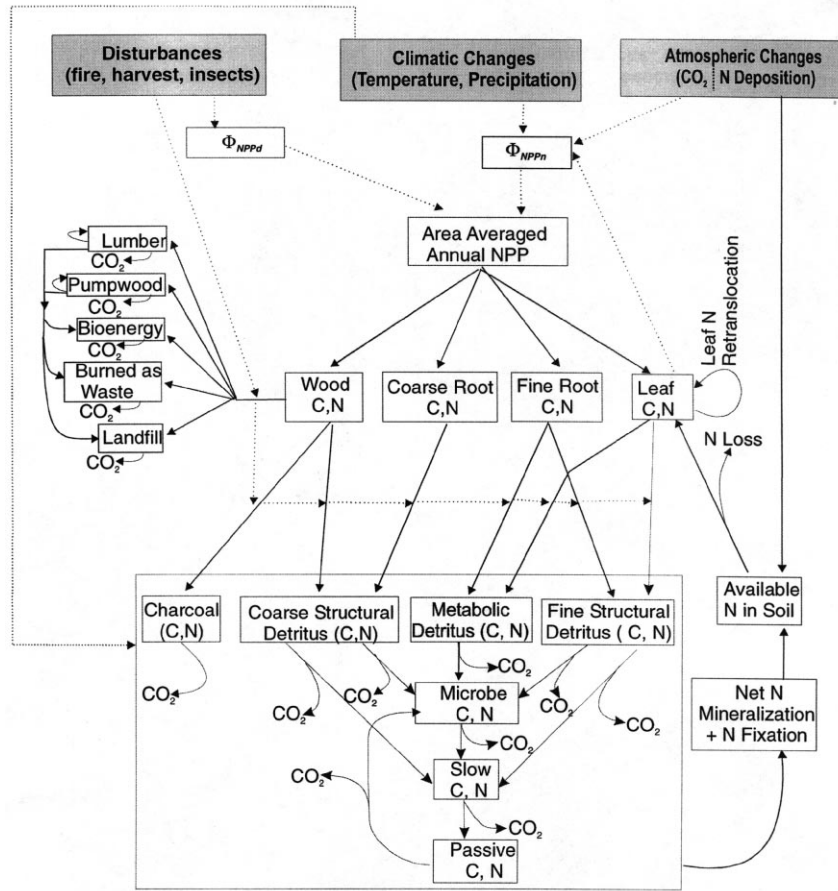 Disturbances
(fire, harvest, insects)
Climatic Changes
(Temperature, Precipitation)
Atmospheric Changes
(CO₂ N Deposition)
Φ_NPPd
Φ_NPPn
Area Averaged
Annual NPP
Lumber
CO₂
Pumpwood
CO₂
Bioenergy
CO₂
Burned as
Waste
CO₂
Landfill
CO₂
Wood
C,N
Coarse Root
C,N
Fine Root
C,N
Leaf
C,N
Leaf N
Retranslocation
N Loss
Charcoal
(C,N)
Coarse Structural
Detritus (C,N)
Metabolic
Detritus (C, N)
Fine Structural
Detritus ( C, N)
Available
N in Soil
CO₂
CO₂
CO₂
CO₂
CO₂
CO₂
Microbe
C, N
CO₂
Net N
Mineralization
+ N Fixation
Slow
C, N
CO₂
CO₂
Passive
C, N